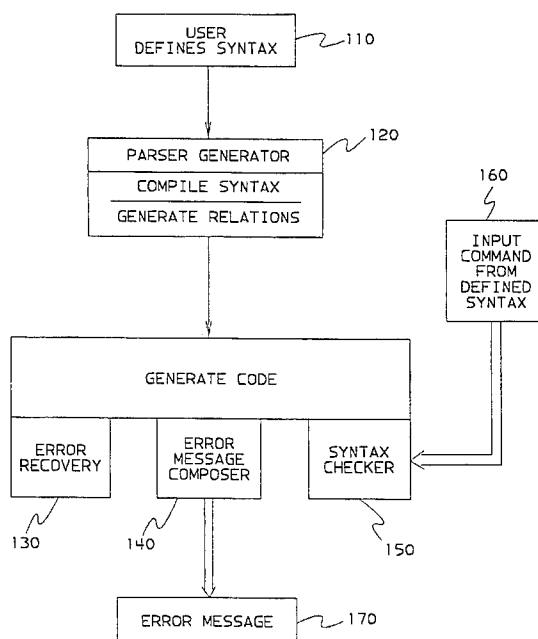 USER
DEFINES SYNTAX
110
120
PARSER GENERATOR
COMPILE SYNTAX
GENERATE RELATIONS
160
INPUT
COMMAND
FROM
DEFINED
SYNTAX
GENERATE CODE
ERROR
RECOVERY
ERROR
MESSAGE
COMPOSER
SYNTAX
CHECKER
130
140
150
ERROR MESSAGE
170